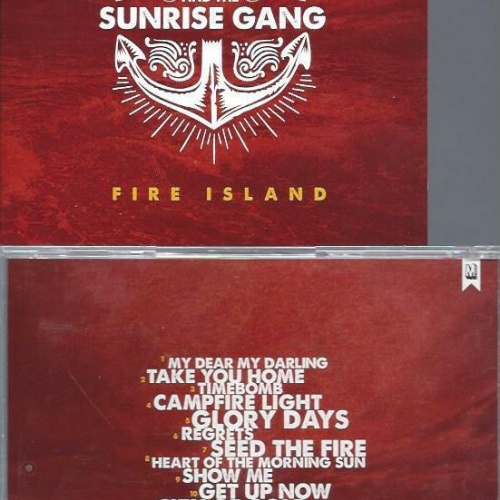 AND THE
SUNRISE GANG
FIRE ISLAND
M
1 MY DEAR MY DARLING
2 TAKE YOU HOME
3 TIMEBOMB
4 CAMPFIRE LIGHT
5 GLORY DAYS
6 REGRETS
7 SEED THE FIRE
8 HEART OF THE MORNING SUN
9 SHOW ME
10 GET UP NOW